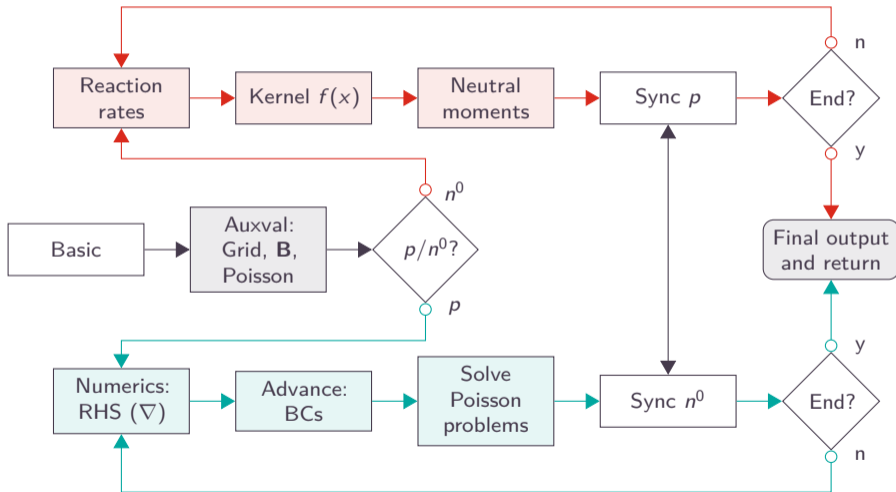 n
Reaction
rates
Kernel f(x)
Neutral
moments
Sync p
End?
y
n⁰
Basic
Auxval:
Grid, B,
Poisson
p/n⁰?
Final output
and return
p
y
Numerics:
RHS (∇)
Advance:
BCs
Solve
Poisson
problems
Sync n⁰
End?
n